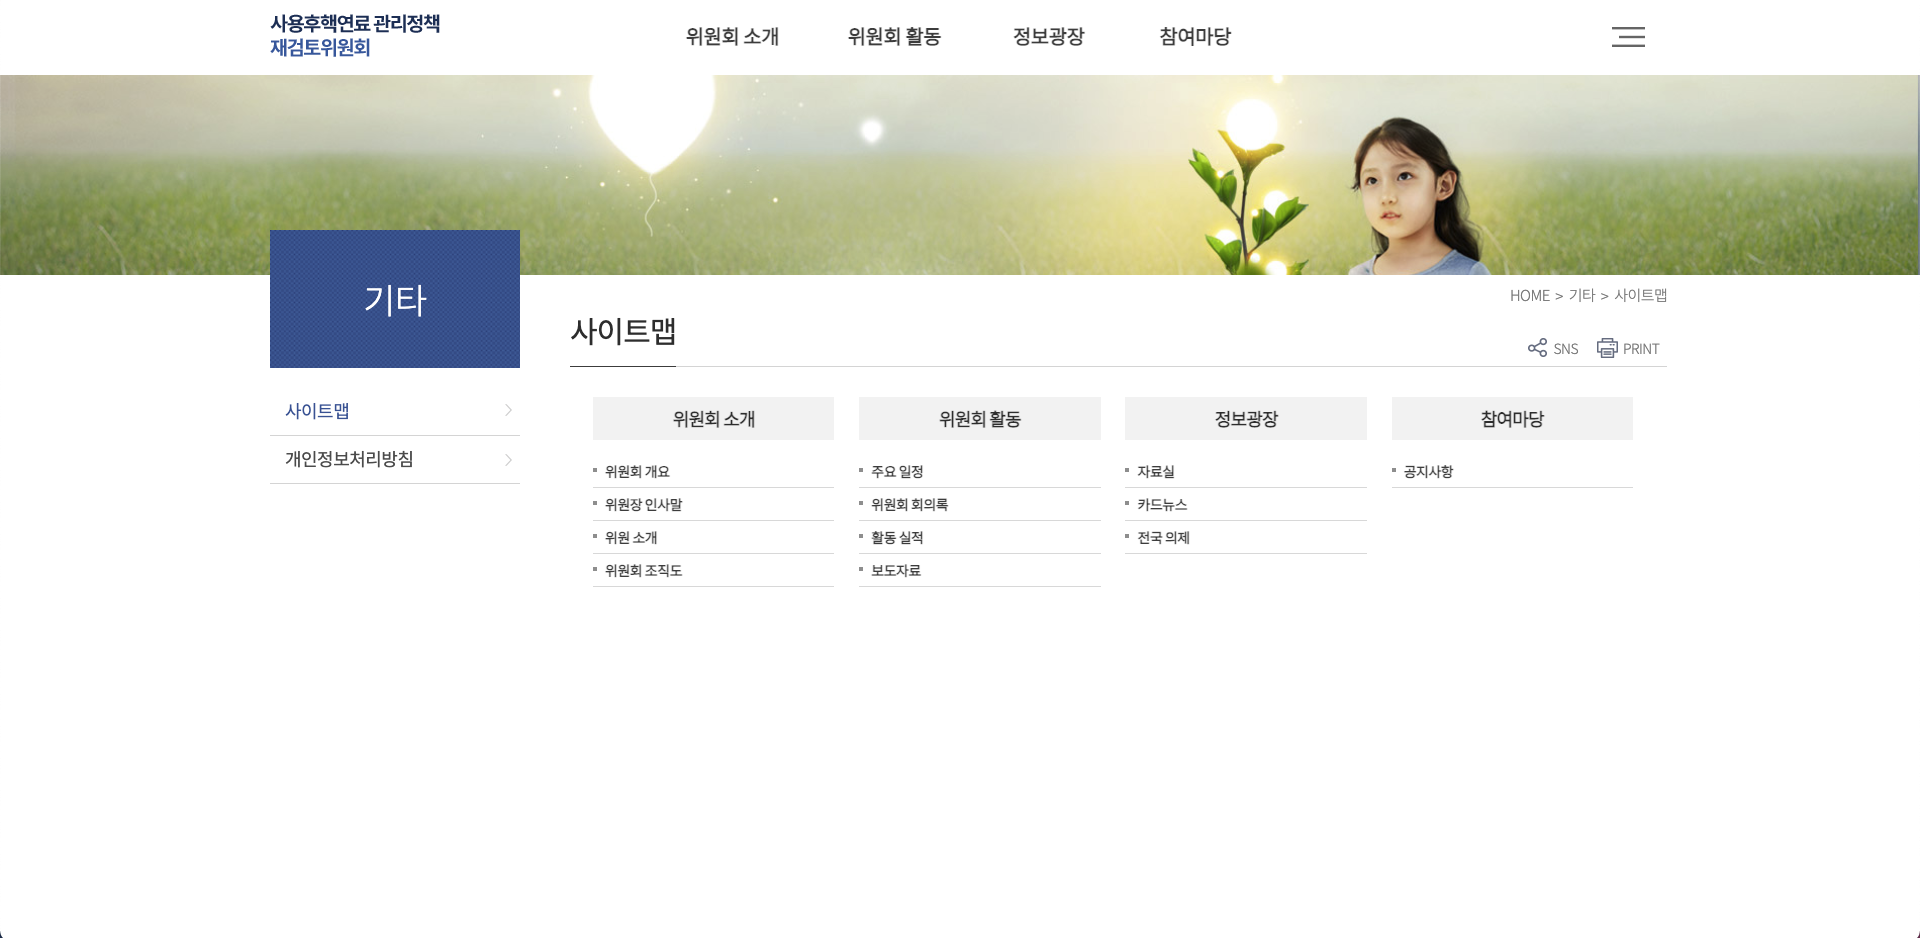 사용후핵연료 관리정책
재검토위원회
위원회 소개
위원회 활동
정보광장
참여마당
기타
사이트맵
개인정보처리방침
HOME > 기타 > 사이트맵
사이트맵
SNS
PRINT
위원회 소개
위원회 개요
위원장 인사말
위원 소개
위원회 조직도
위원회 활동
주요 일정
위원회 회의록
활동 실적
보도자료
정보광장
자료실
카드뉴스
전국 의제
참여마당
공지사항